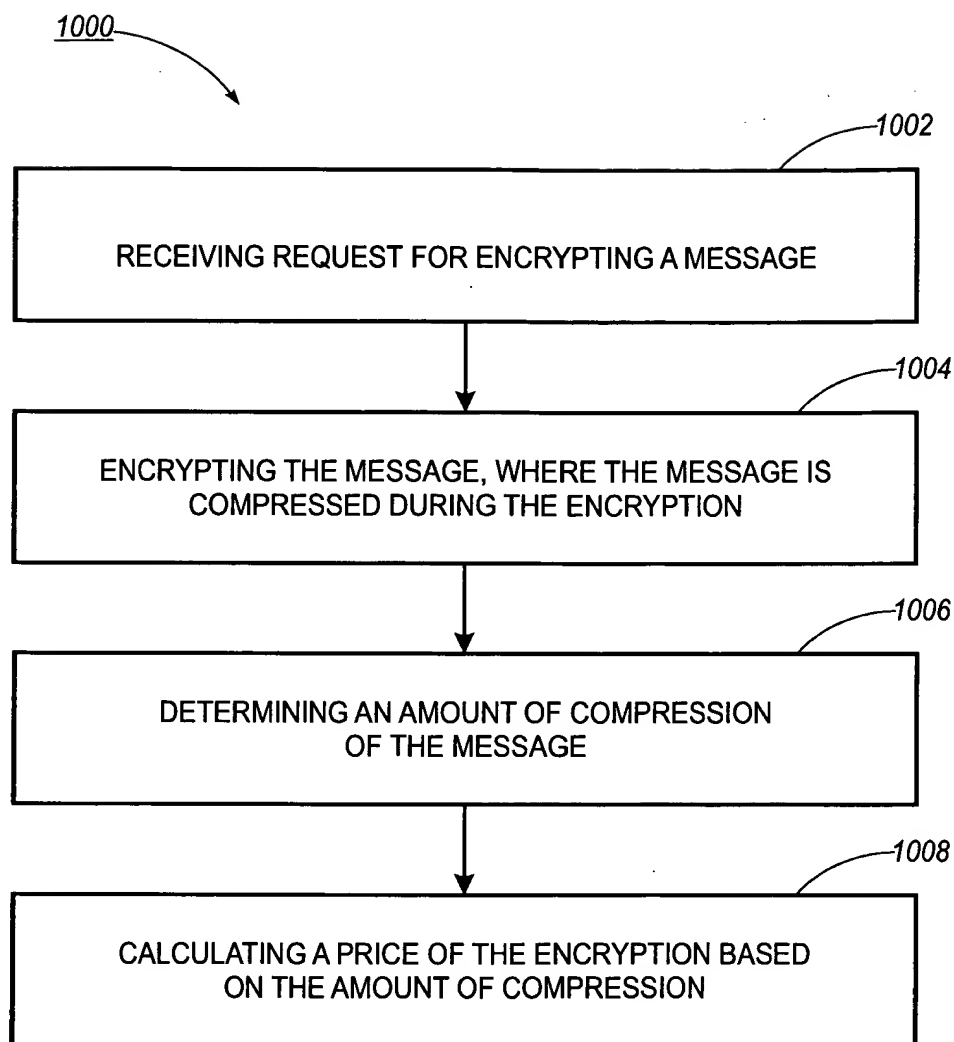 1000
1002
RECEIVING REQUEST FOR ENCRYPTING A MESSAGE
1004
ENCRYPTING THE MESSAGE, WHERE THE MESSAGE IS
COMPRESSED DURING THE ENCRYPTION
1006
DETERMINING AN AMOUNT OF COMPRESSION
OF THE MESSAGE
1008
CALCULATING A PRICE OF THE ENCRYPTION BASED
ON THE AMOUNT OF COMPRESSION